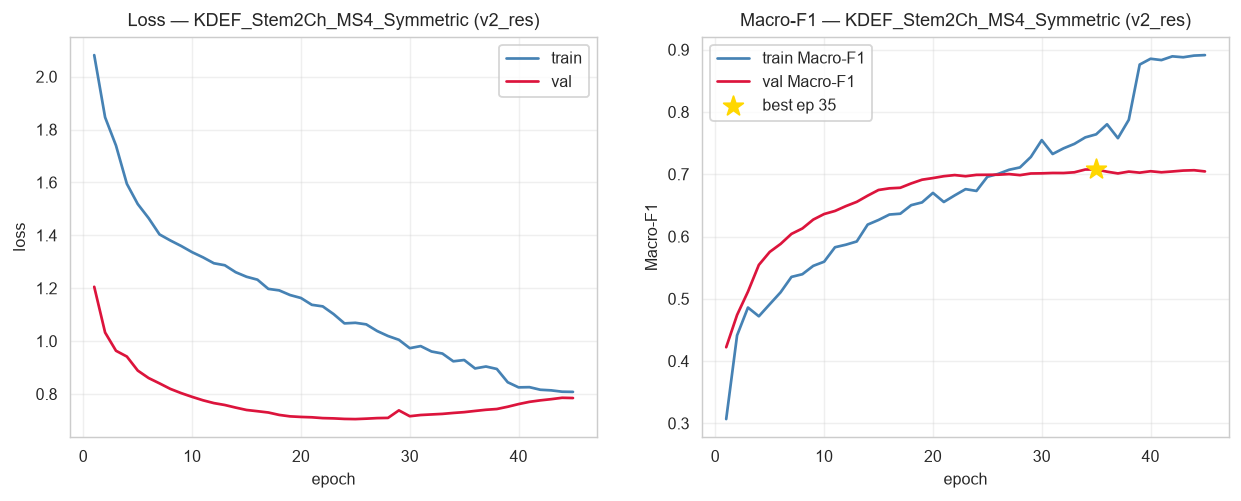 Loss — KDEF_Stem2Ch_MS4_Symmetric (v2_res)
train
val
2.0
1.8
1.6
1.4
1.2
1.0
0.8
loss
0
10
20
30
40
epoch
Macro-F1 — KDEF_Stem2Ch_MS4_Symmetric (v2_res)
train Macro-F1
val Macro-F1
best ep 35
0.9
0.8
0.7
0.6
0.5
0.4
0.3
Macro-F1
0
10
20
30
40
epoch